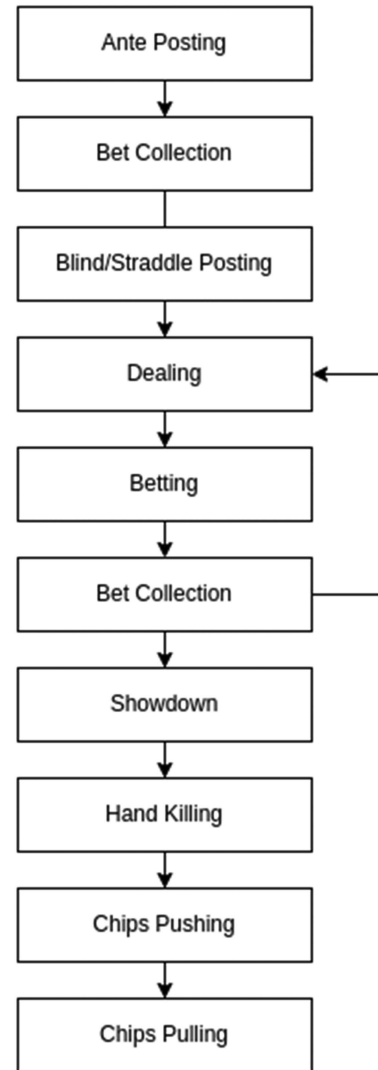 Ante Posting
Bet Collection
Blind/Straddle Posting
Dealing
Betting
Bet Collection
Showdown
Hand Killing
Chips Pushing
Chips Pulling